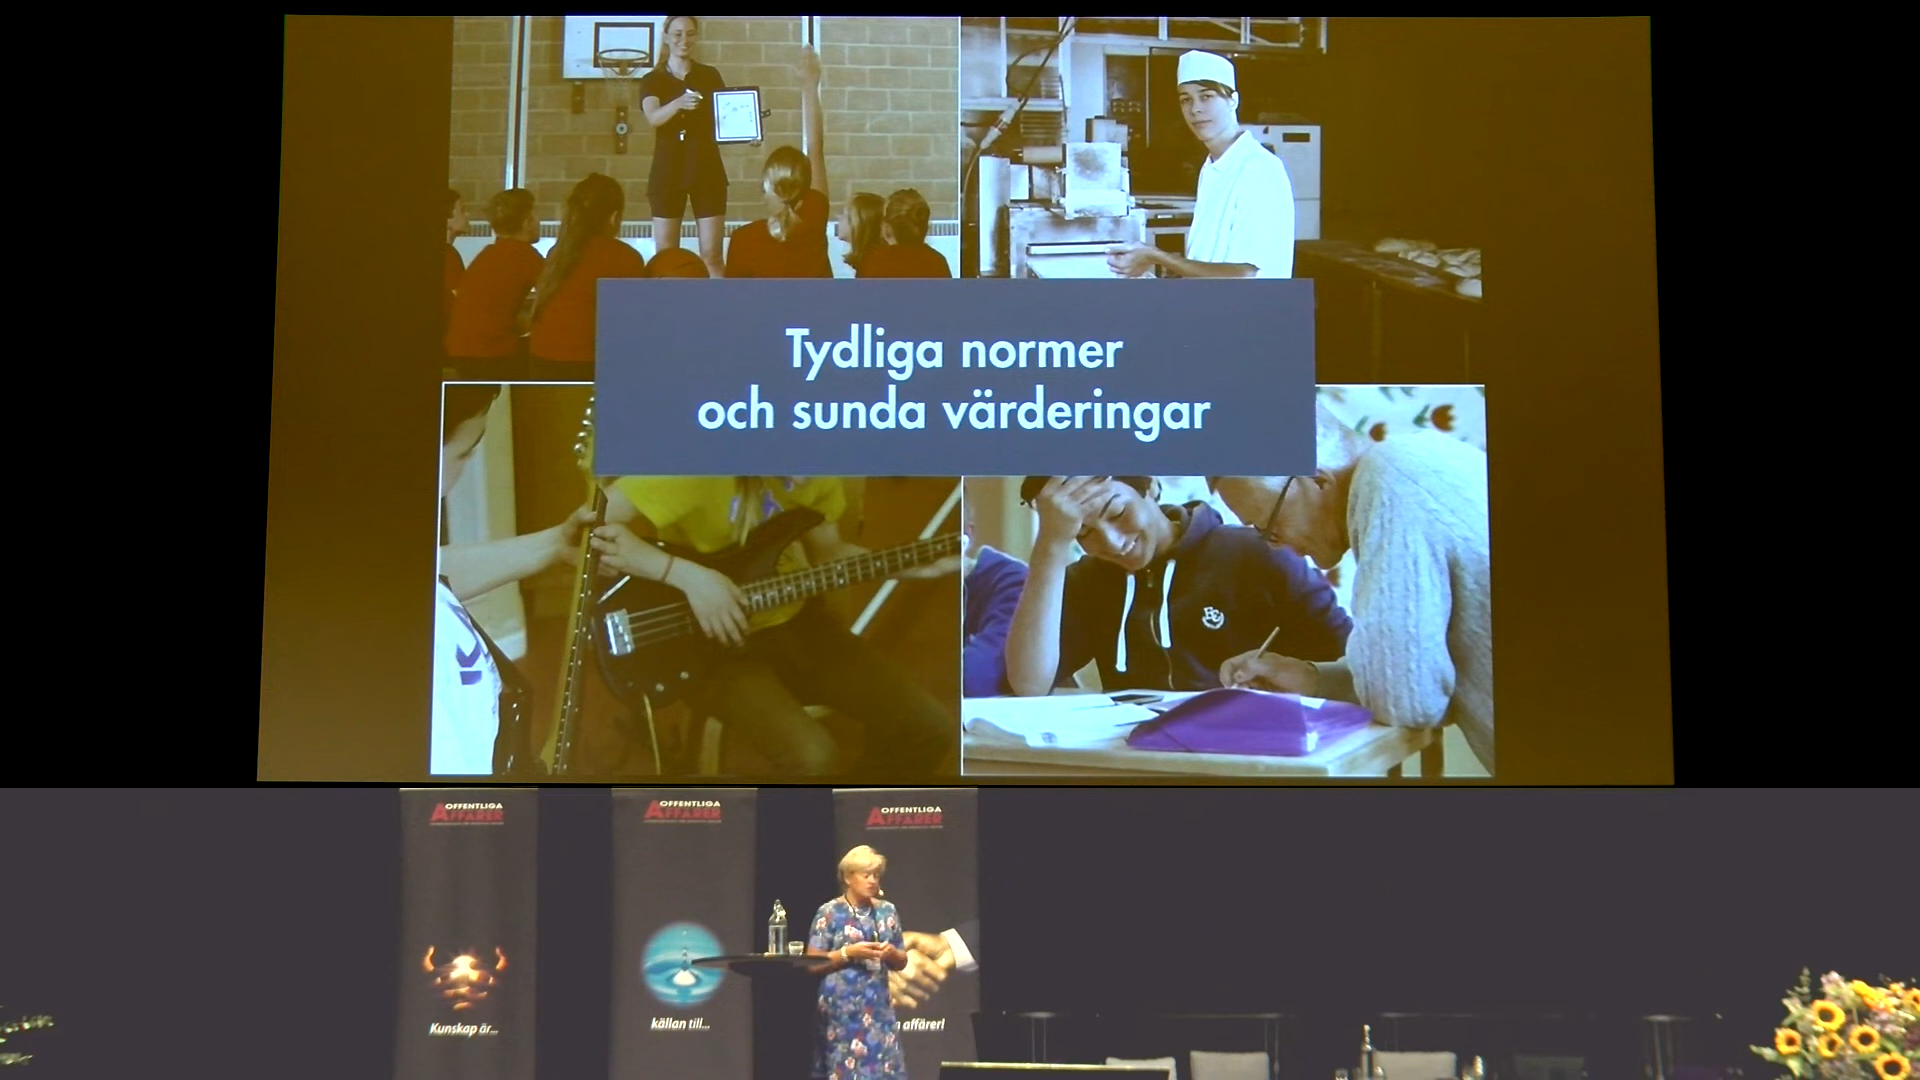 Tydliga normer
och sunda värderingar
OFFENTLIGA
AFFÄRER
OFFENTLIGA
AFFÄRER
OFFENTLIGA
AFFÄRER
Kunskap är...
källan till...
affärer!